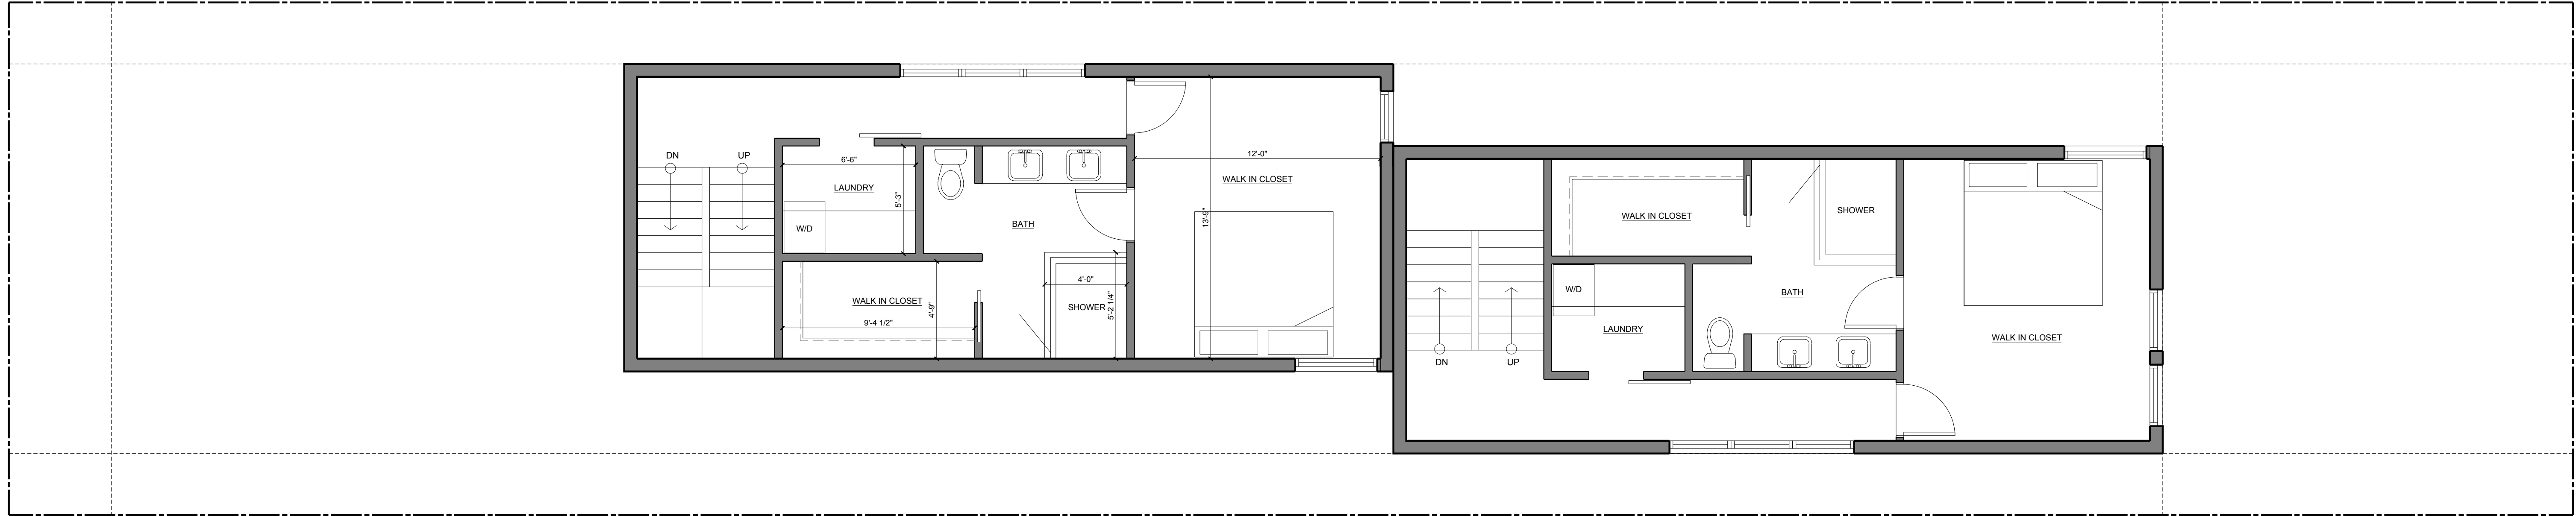 DN
UP
6'-6"
LAUNDRY
5'-3"
W/D
BATH
12'-0"
WALK IN CLOSET
13'-9"
WALK IN CLOSET
9'-4 1/2"
4'-9"
4'-0"
SHOWER
5'-2 1/4"
WALK IN CLOSET
SHOWER
W/D
BATH
LAUNDRY
WALK IN CLOSET
DN
UP